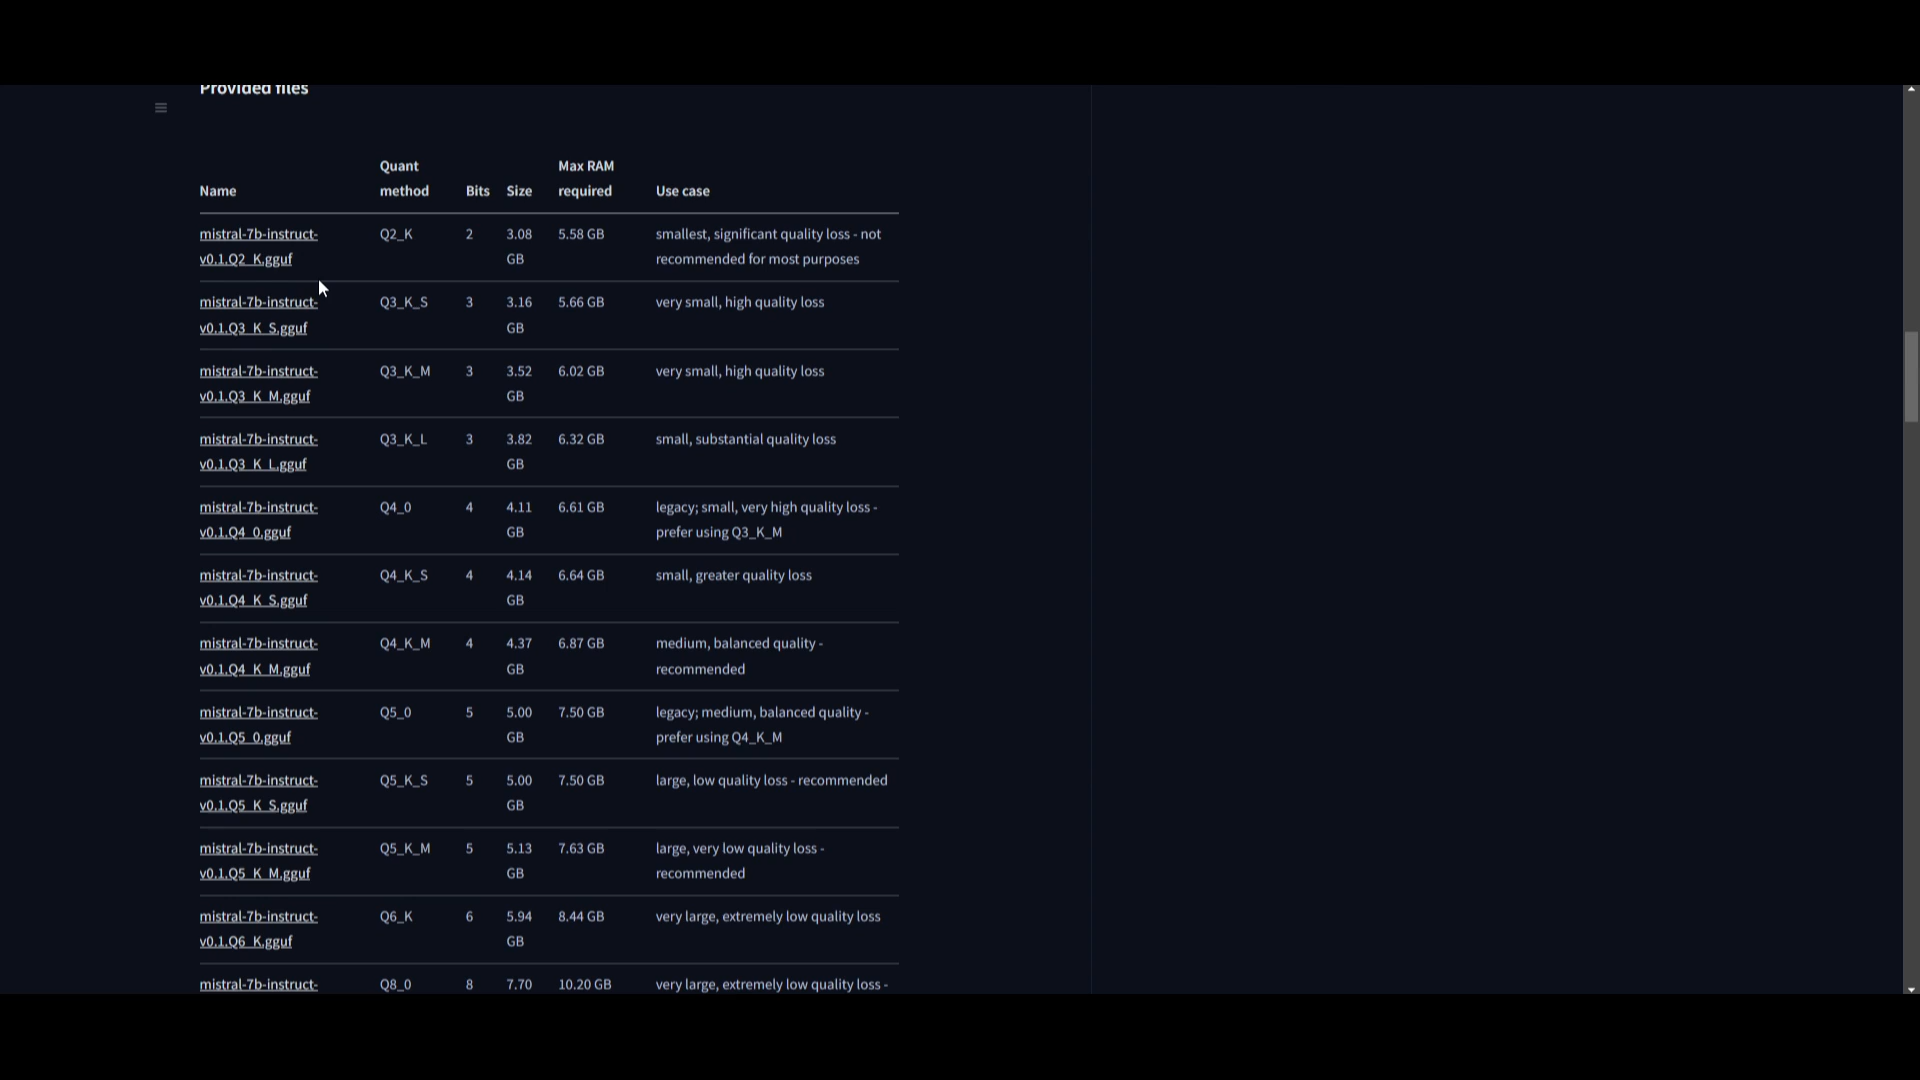 Provided files
Quant Max RAM
Name method Bits Size required Use case
mistral-7b-instruct- Q2_K 2 3.08 5.58 GB smallest, significant quality loss - not
v0.1.Q2_K.gguf GB recommended for most purposes
mistral-7b-instruct- Q3_K_S 3 3.16 5.66 GB very small, high quality loss
v0.1.Q3_K_S.gguf GB
mistral-7b-instruct- Q3_K_M 3 3.52 6.02 GB very small, high quality loss
v0.1.Q3_K_M.gguf GB
mistral-7b-instruct- Q3_K_L 3 3.82 6.32 GB small, substantial quality loss
v0.1.Q3_K_L.gguf GB
mistral-7b-instruct- Q4_0 4 4.11 6.61 GB legacy; small, very high quality loss -
v0.1.Q4_0.gguf GB prefer using Q3_K_M
mistral-7b-instruct- Q4_K_S 4 4.14 6.64 GB small, greater quality loss
v0.1.Q4_K_S.gguf GB
mistral-7b-instruct- Q4_K_M 4 4.37 6.87 GB medium, balanced quality -
v0.1.Q4_K_M.gguf GB recommended
mistral-7b-instruct- Q5_0 5 5.00 7.50 GB legacy; medium, balanced quality -
v0.1.Q5_0.gguf GB prefer using Q4_K_M
mistral-7b-instruct- Q5_K_S 5 5.00 7.50 GB large, low quality loss - recommended
v0.1.Q5_K_S.gguf GB
mistral-7b-instruct- Q5_K_M 5 5.13 7.63 GB large, very low quality loss -
v0.1.Q5_K_M.gguf GB recommended
mistral-7b-instruct- Q6_K 6 5.94 8.44 GB very large, extremely low quality loss
v0.1.Q6_K.gguf GB
mistral-7b-instruct- Q8_0 8 7.70 10.20 GB very large, extremely low quality loss -